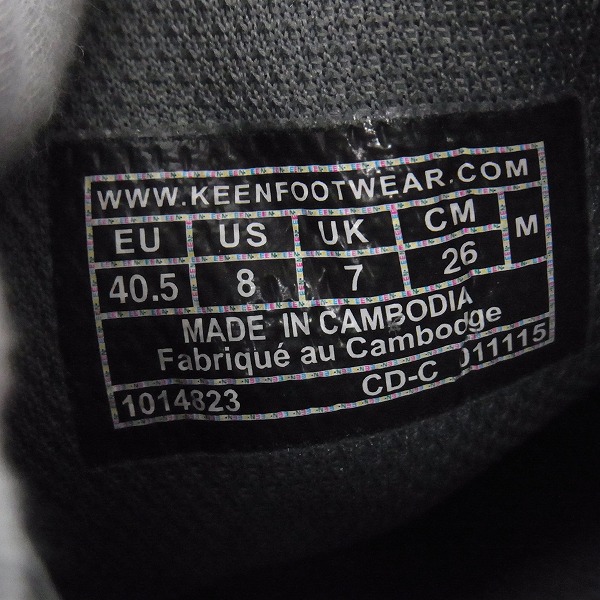 WWW.KEENFOOTWEAR.COM
EU US UK CM M
40.5 8 7 26
MADE IN CAMBODIA
Fabriqué au Cambodge
1014823 CD-C 011115